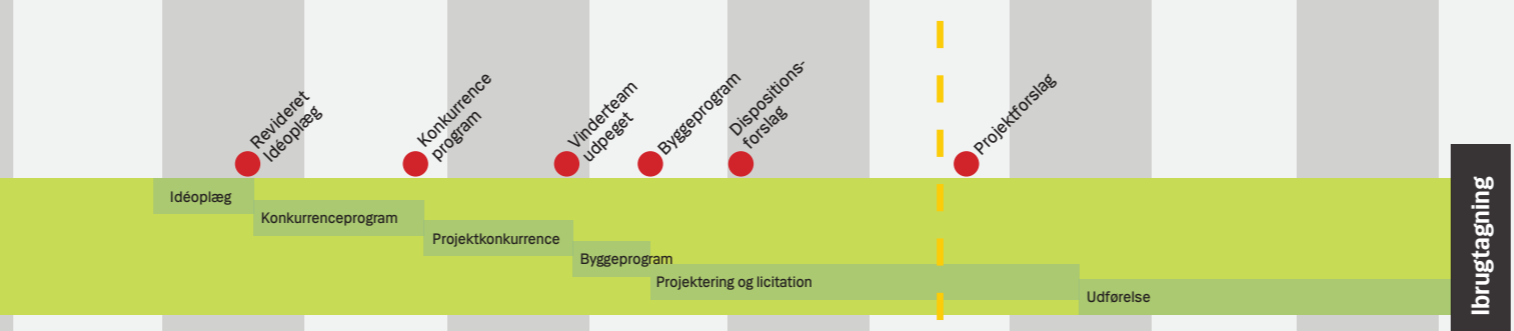 Revideret
Idéoplæg
Konkurrence
program
Vinderteam
udpeget
Byggeprogram
Dispositions-
forslag
Projektforslag
Idéoplæg
Konkurrenceprogram
Projektkonkurrence
Byggeprogram
Projektering og licitation
Udførelse
Ibrugtagning